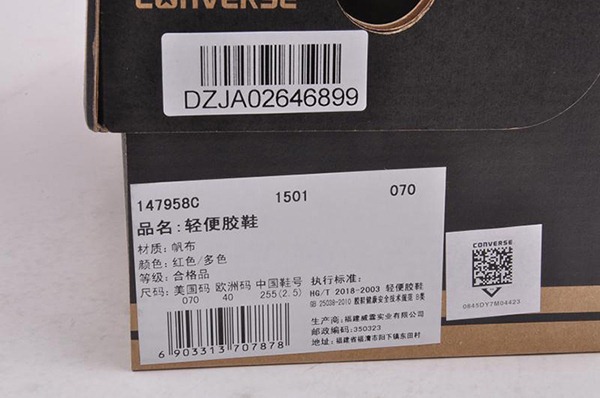 CONVERSE
DZJA02646899
147958C 1501 070
品名:轻便胶鞋
材质:帆布
颜色:红色/多色
等级:合格品
尺码:美国码 欧洲码 中国鞋号
070 40 255(2.5)
6903313707878
执行标准:
HG/T 2018-2003 轻便胶鞋
GB 25038-2010 胶鞋健康安全技术规范 B类
生产商:福建威霖实业有限公司
邮政编码:350323
地址:福建省福清市阳下镇东田村
CONVERSE
0845DY7M04423